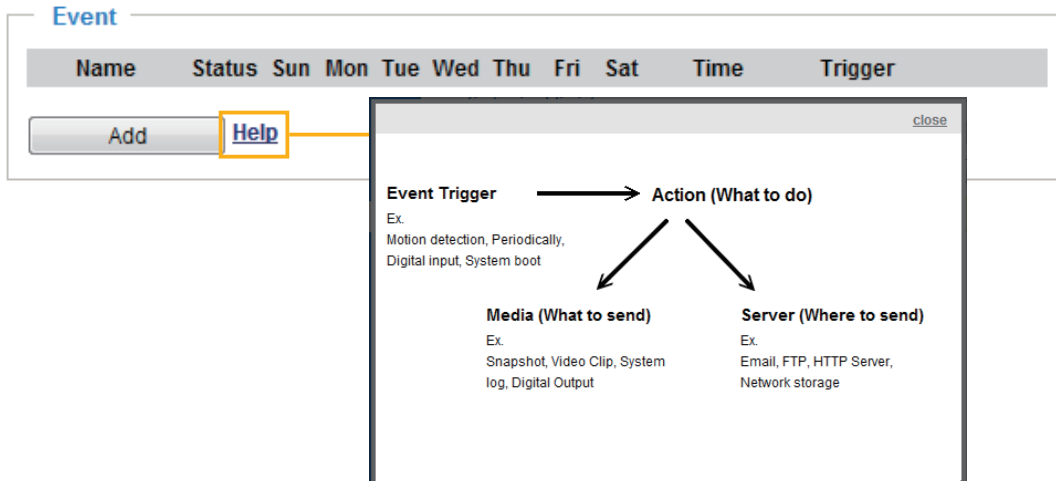 Event
Name Status Sun Mon Tue Wed Thu Fri Sat Time Trigger
Add Help
close
Event Trigger
Ex.
Motion detection, Periodically,
Digital input, System boot
Action (What to do)
Media (What to send)
Ex.
Snapshot, Video Clip, System
log, Digital Output
Server (Where to send)
Ex.
Email, FTP, HTTP Server,
Network storage